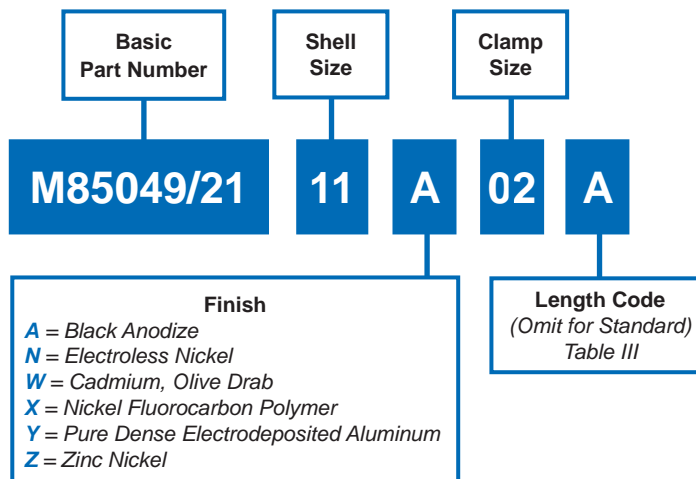 Basic
Part Number
Shell
Size
Clamp
Size
M85049/21 11 A 02 A
Finish
A = Black Anodize
N = Electroless Nickel
W = Cadmium, Olive Drab
X = Nickel Fluorocarbon Polymer
Y = Pure Dense Electrodeposited Aluminum
Z = Zinc Nickel
Length Code
(Omit for Standard)
Table III